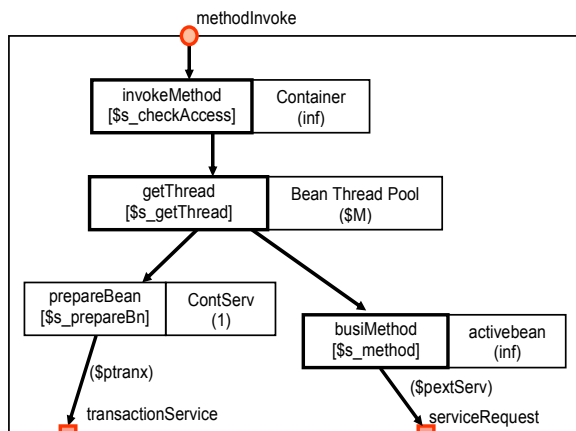 methodInvoke
invokeMethod
[$s_checkAccess]
Container
(inf)
getThread
[$s_getThread]
Bean Thread Pool
($M)
prepareBean
[$s_prepareBn]
ContServ
(1)
busiMethod
[$s_method]
activebean
(inf)
($ptranx)
($pextServ)
transactionService
serviceRequest